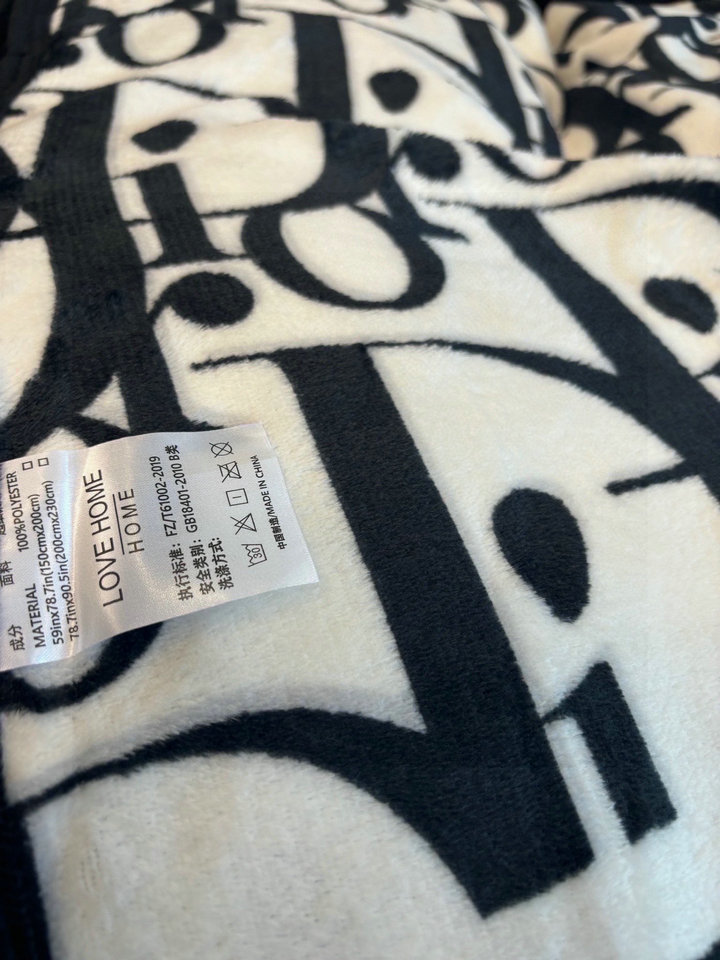 LOVE HOME
HOME
面料 100%POLYESTER
成分
MATERIAL
59inx78.7in(150cmx200cm)
78.7inx90.5in(200cmx230cm)
执行标准: FZ/T61002-2019
安全类别: GB18401-2010 B类
洗涤方式:
30
中国制造/MADE IN CHINA